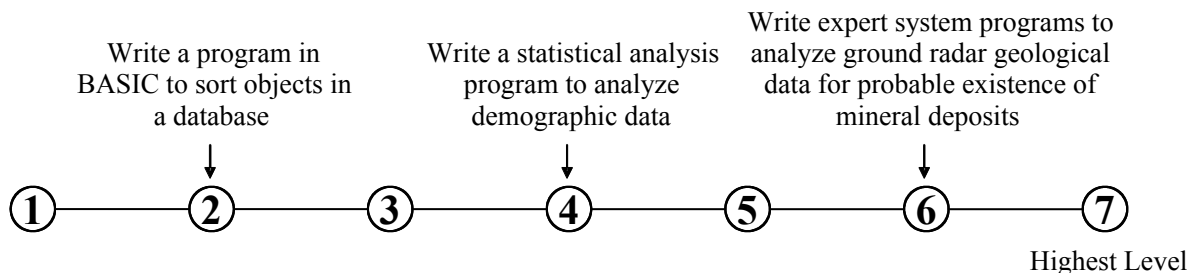 Write a program in
BASIC to sort objects in
a database
Write a statistical analysis
program to analyze
demographic data
Write expert system programs to
analyze ground radar geological
data for probable existence of
mineral deposits
1 2 3 4 5 6 7
Highest Level